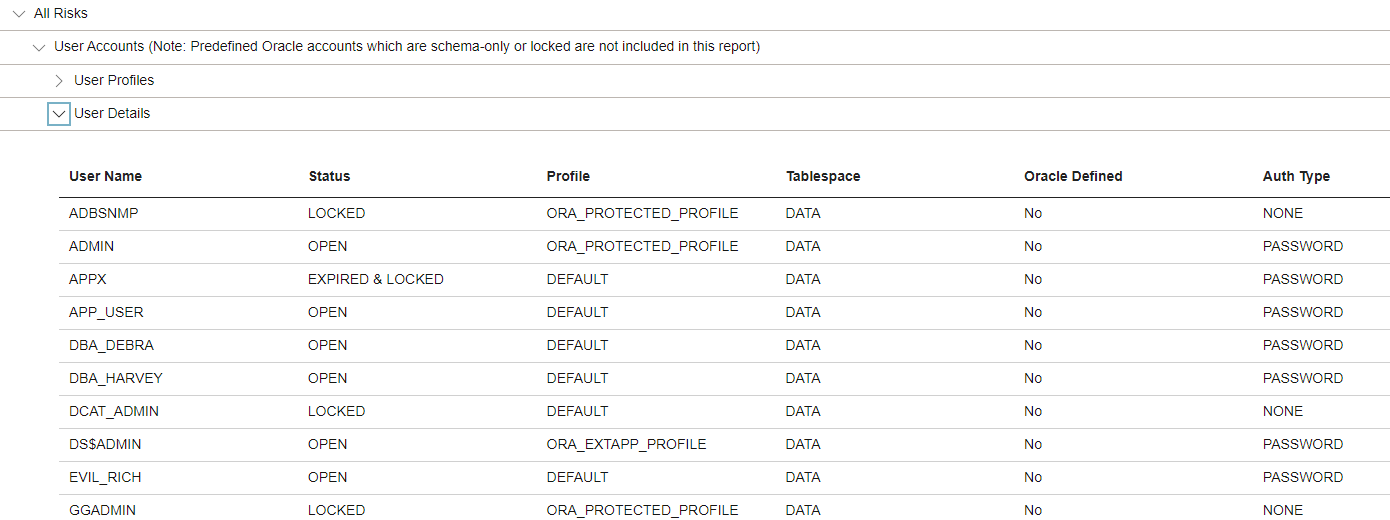 All Risks
User Accounts (Note: Predefined Oracle accounts which are schema-only or locked are not included in this report)
User Profiles
User Details
User Name Status Profile Tablespace Oracle Defined Auth Type
ADBSNMP LOCKED ORA_PROTECTED_PROFILE DATA No NONE
ADMIN OPEN ORA_PROTECTED_PROFILE DATA No PASSWORD
APPX EXPIRED & LOCKED DEFAULT DATA No PASSWORD
APP_USER OPEN DEFAULT DATA No PASSWORD
DBA_DEBRA OPEN DEFAULT DATA No PASSWORD
DBA_HARVEY OPEN DEFAULT DATA No PASSWORD
DCAT_ADMIN LOCKED DEFAULT DATA No NONE
DS$ADMIN OPEN ORA_EXTAPP_PROFILE DATA No PASSWORD
EVIL_RICH OPEN DEFAULT DATA No PASSWORD
GGADMIN LOCKED ORA_PROTECTED_PROFILE DATA No NONE